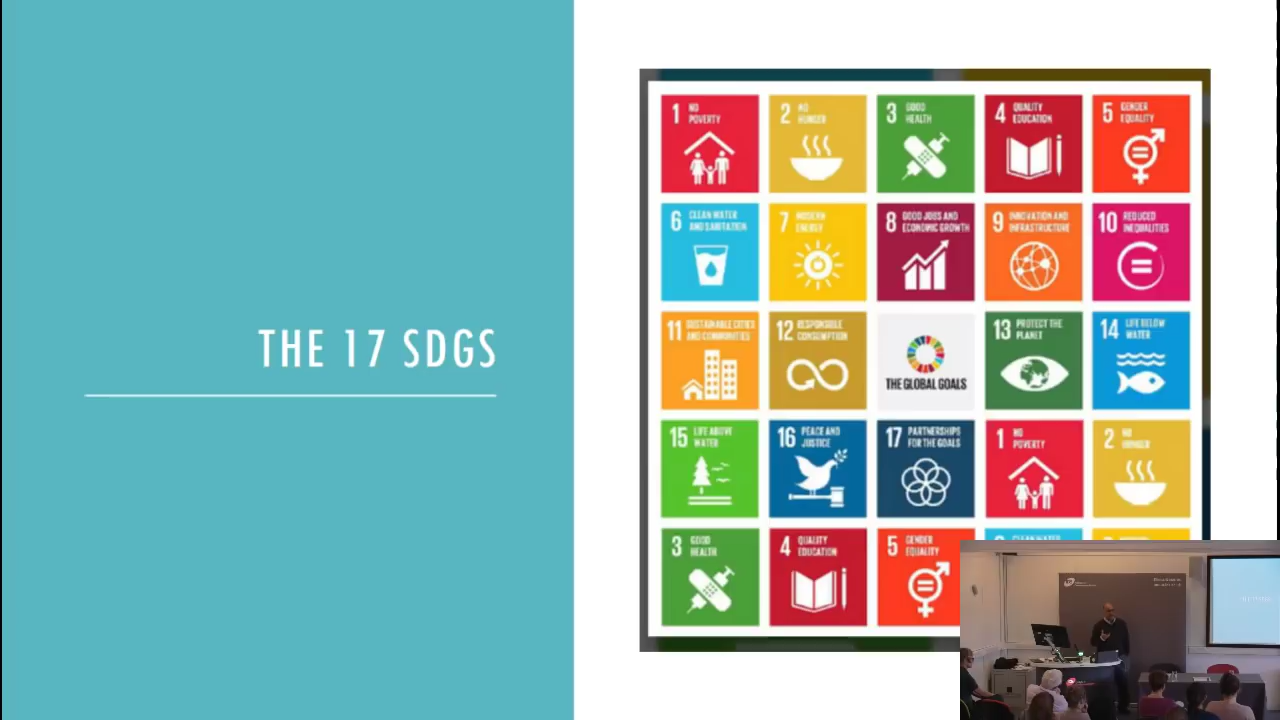 THE 17 SDGS
1 NO
POVERTY
2 NO
HUNGER
3 GOOD
HEALTH
4 QUALITY
EDUCATION
5 GENDER
EQUALITY
6 CLEAN WATER
AND SANITATION
7 MODERN
ENERGY
8 GOOD JOBS AND
ECONOMIC GROWTH
9 INNOVATION AND
INFRASTRUCTURE
10 REDUCED
INEQUALITIES
11 SUSTAINABLE CITIES
AND COMMUNITIES
12 RESPONSIBLE
CONSUMPTION
THE GLOBAL GOALS
13 PROTECT THE
PLANET
14 LIFE BELOW
WATER
15 LIFE ABOVE
WATER
16 PEACE AND
JUSTICE
17 PARTNERSHIPS
FOR THE GOALS
1 NO
POVERTY
2 NO
HUNGER
3 GOOD
HEALTH
4 QUALITY
EDUCATION
5 GENDER
EQUALITY
CLEAN WATER